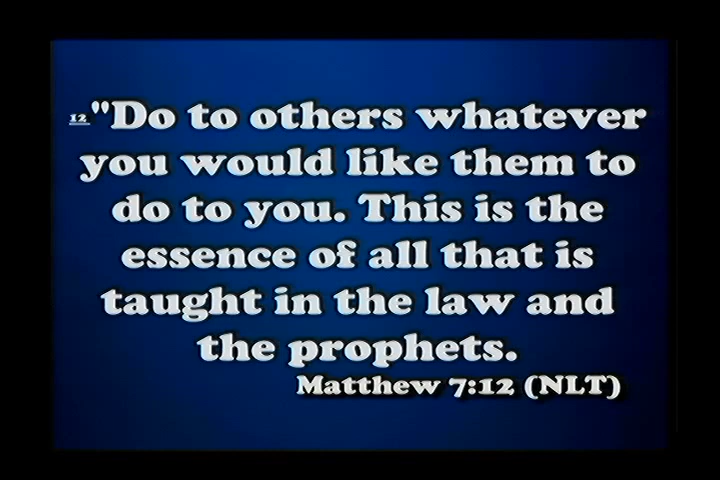 12"Do to others whatever
you would like them to
do to you. This is the
essence of all that is
taught in the law and
the prophets.
Matthew 7:12 (NLT)